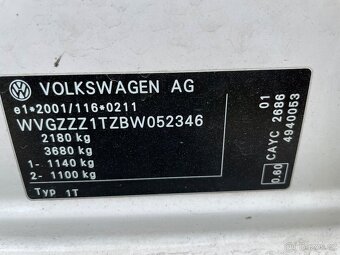 VOLKSWAGEN AG
e1*2001/116*0211
WVGZZZ1TZBW052346
2180 kg
3680 kg
1- 1140 kg
2- 1100 kg
Typ 1T
01
CAYC 2686
4940053
0.60